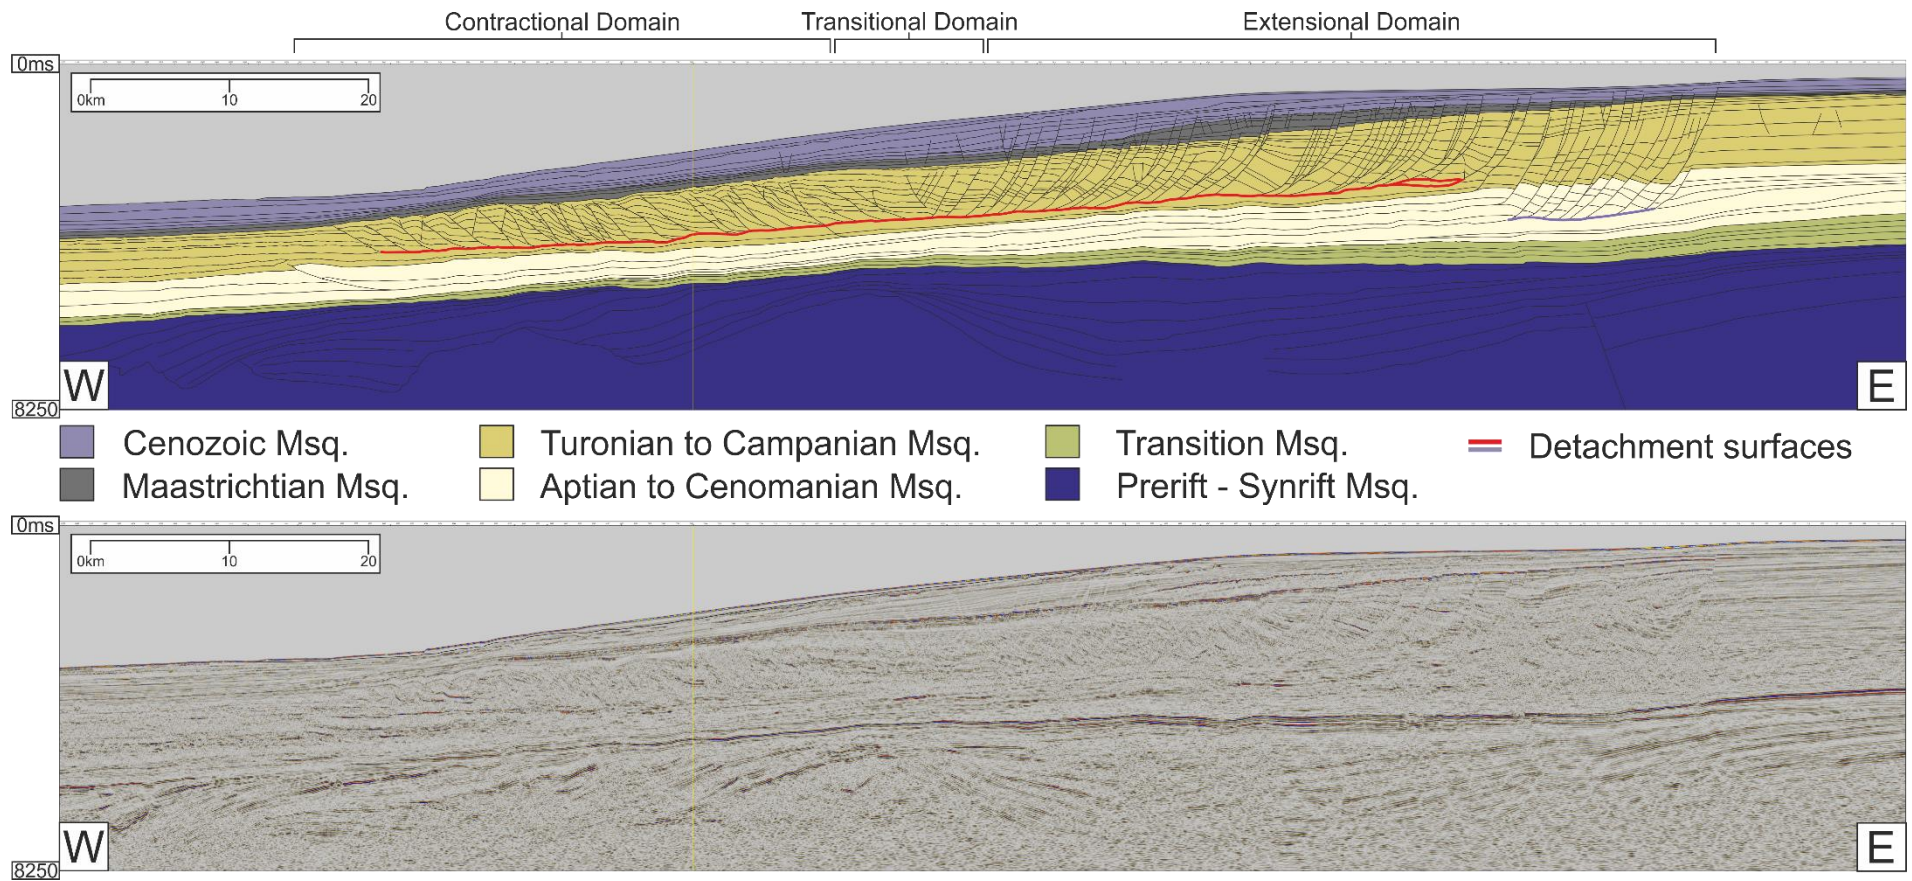 Contractional Domain Transitional Domain Extensional Domain
0ms
0km 10 20
W E
8250
Cenozoic Msq. Turonian to Campanian Msq. Transition Msq. Detachment surfaces
Maastrichtian Msq. Aptian to Cenomanian Msq. Prerift - Synrift Msq.
0ms
0km 10 20
W E
8250